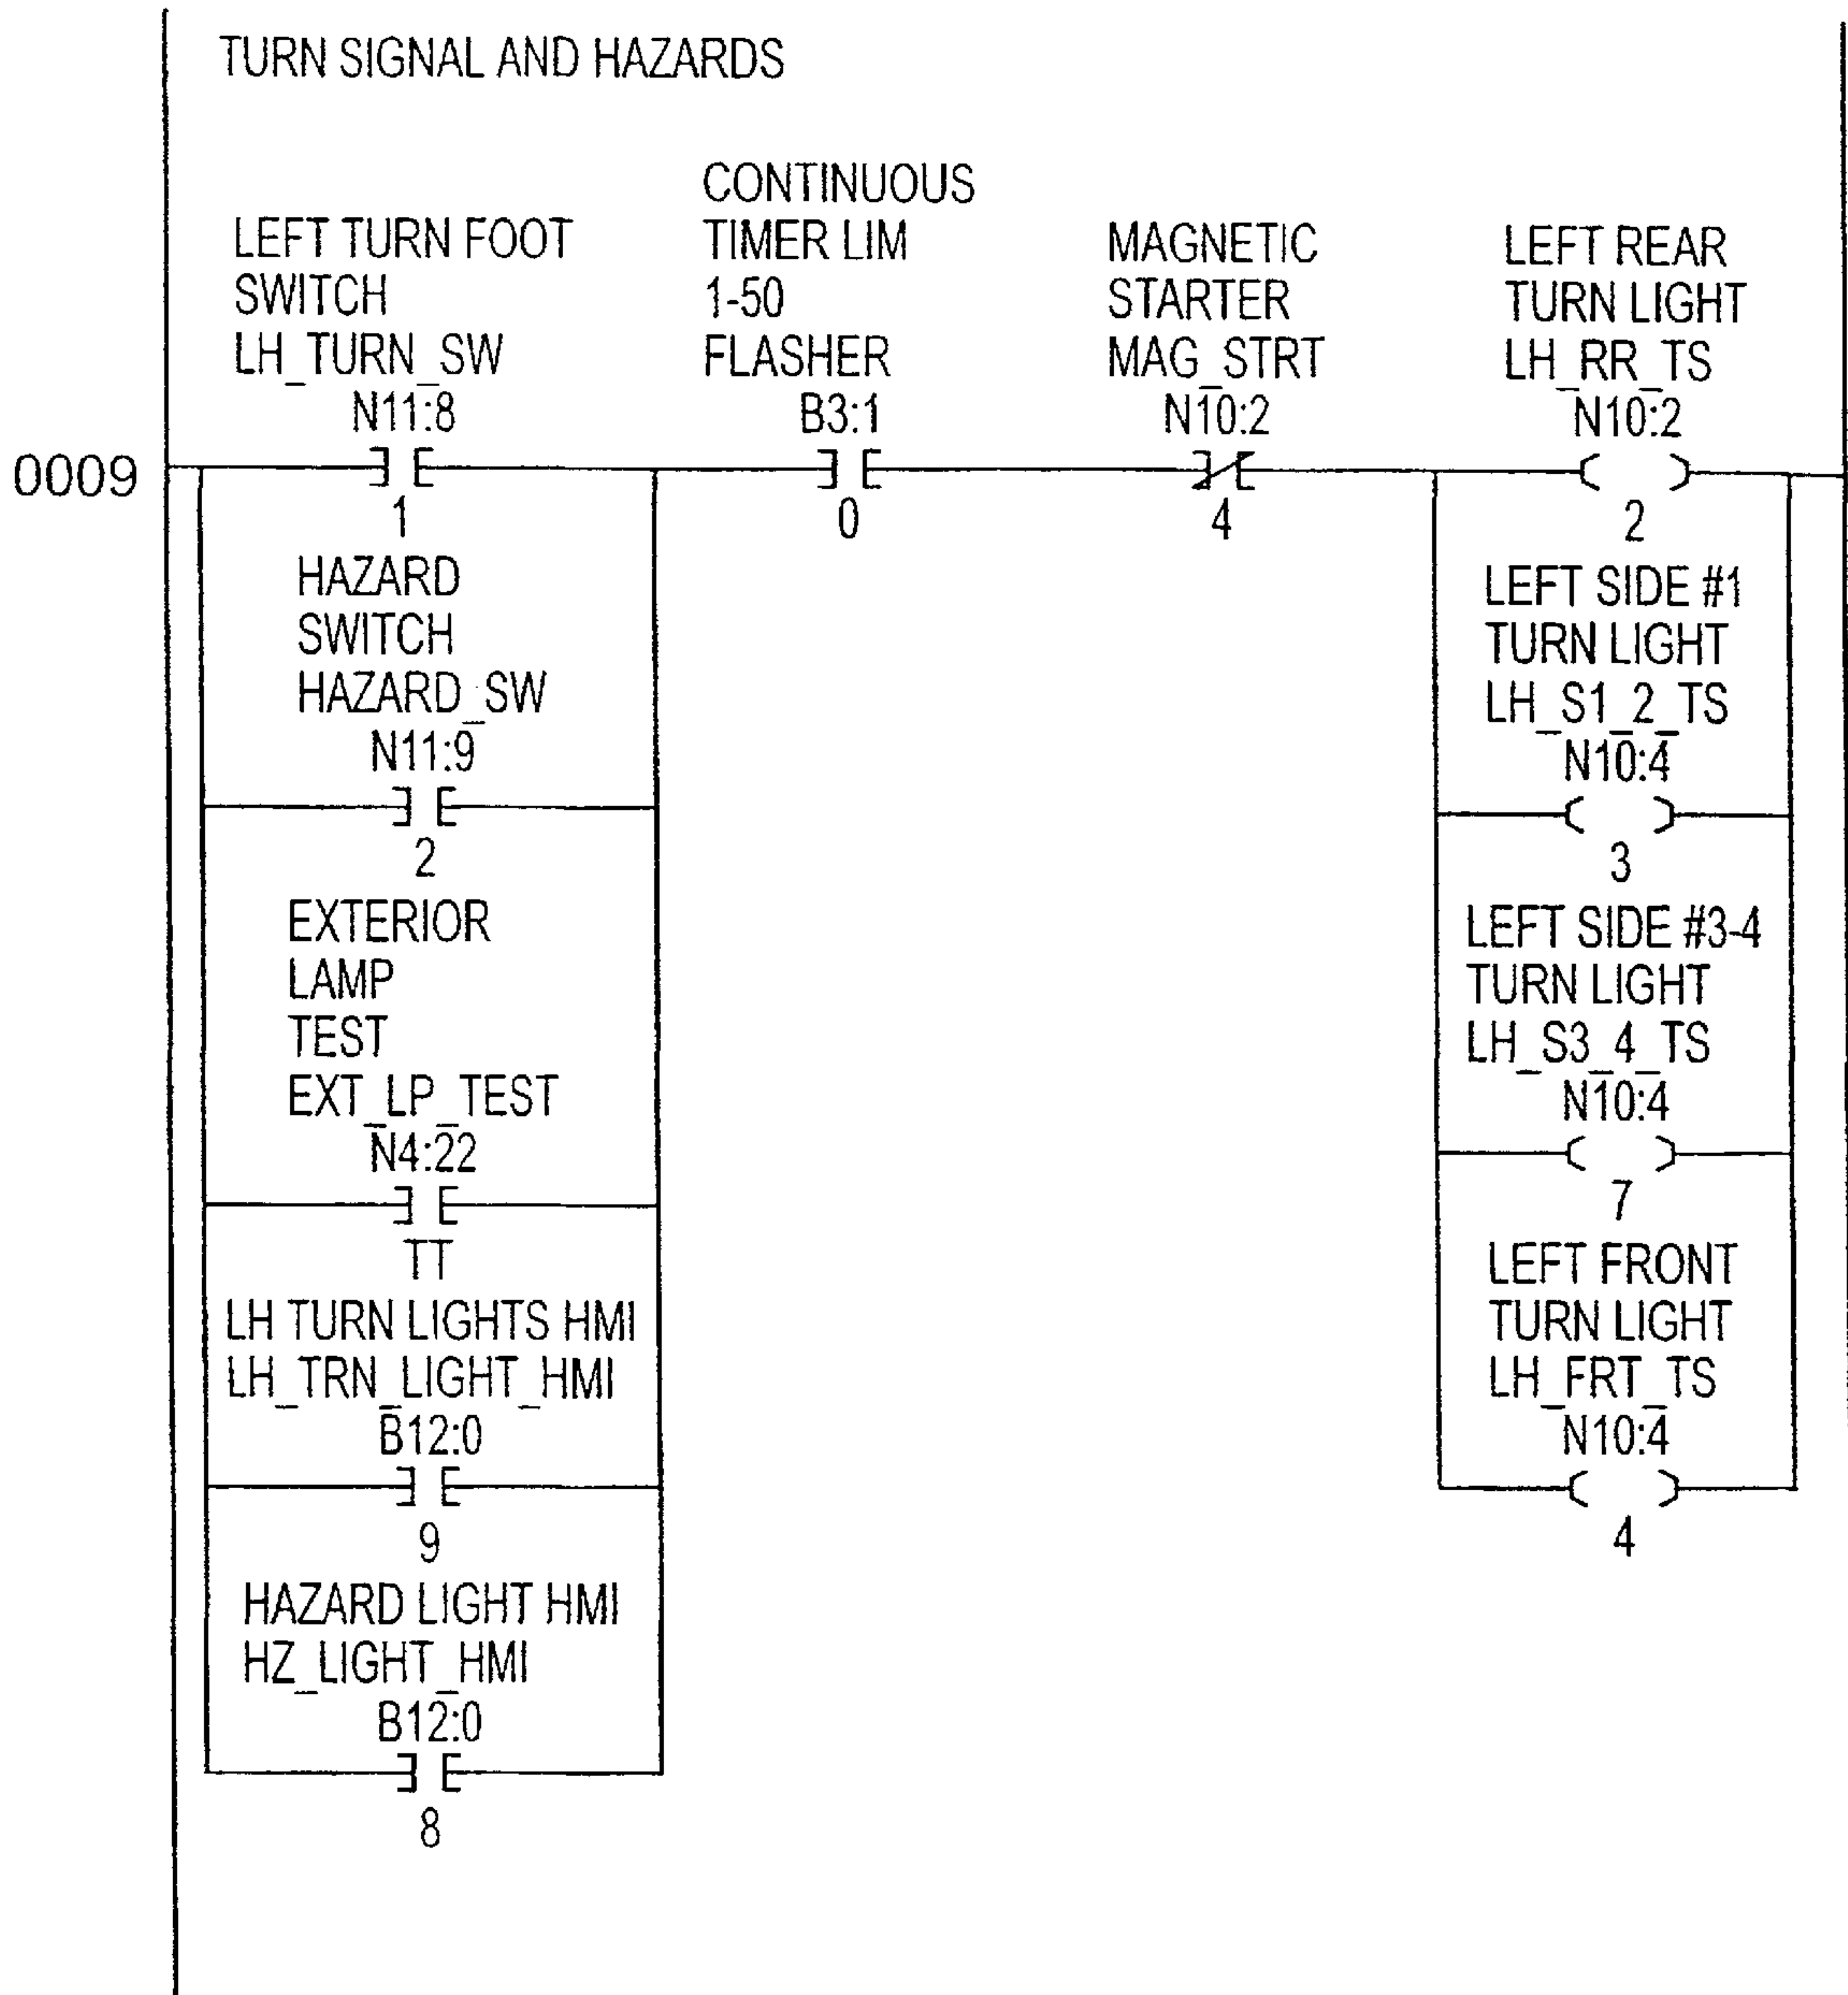 TURN SIGNAL AND HAZARDS
LEFT TURN FOOT
SWITCH
LH_TURN_SW
N11:8
1
CONTINUOUS
TIMER LIM
1-50
FLASHER
B3:1
0
MAGNETIC
STARTER
MAG_STRT
N10:2
4
LEFT REAR
TURN LIGHT
LH_RR_TS
N10:2
2
0009
HAZARD
SWITCH
HAZARD_SW
N11:9
2
EXTERIOR
LAMP
TEST
EXT_LP_TEST
N4:22
TT
LH TURN LIGHTS HMI
LH_TRN_LIGHT_HMI
B12:0
9
HAZARD LIGHT HMI
HZ_LIGHT_HMI
B12:0
8
LEFT SIDE #1
TURN LIGHT
LH_S1_2_TS
N10:4
3
LEFT SIDE #3-4
TURN LIGHT
LH_S3_4_TS
N10:4
7
LEFT FRONT
TURN LIGHT
LH_FRT_TS
N10:4
4